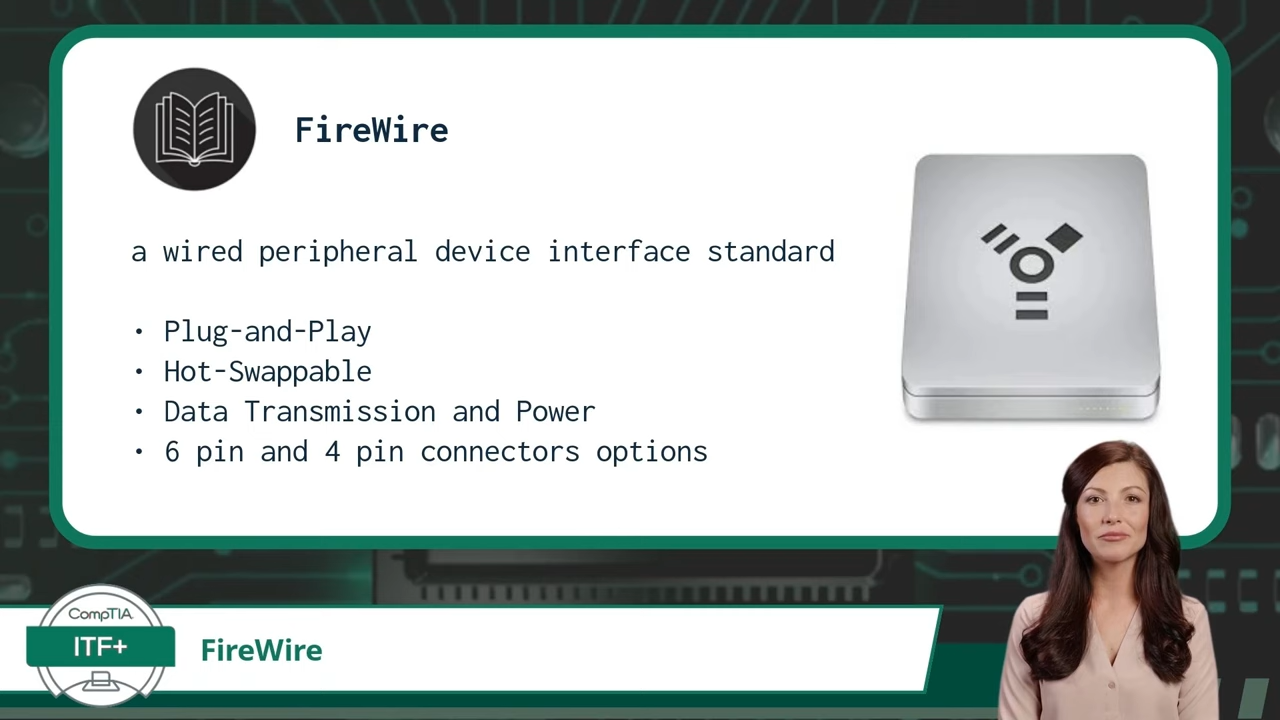 FireWire
a wired peripheral device interface standard
• Plug-and-Play
• Hot-Swappable
• Data Transmission and Power
• 6 pin and 4 pin connectors options
CompTIA.
ITF+
FireWire